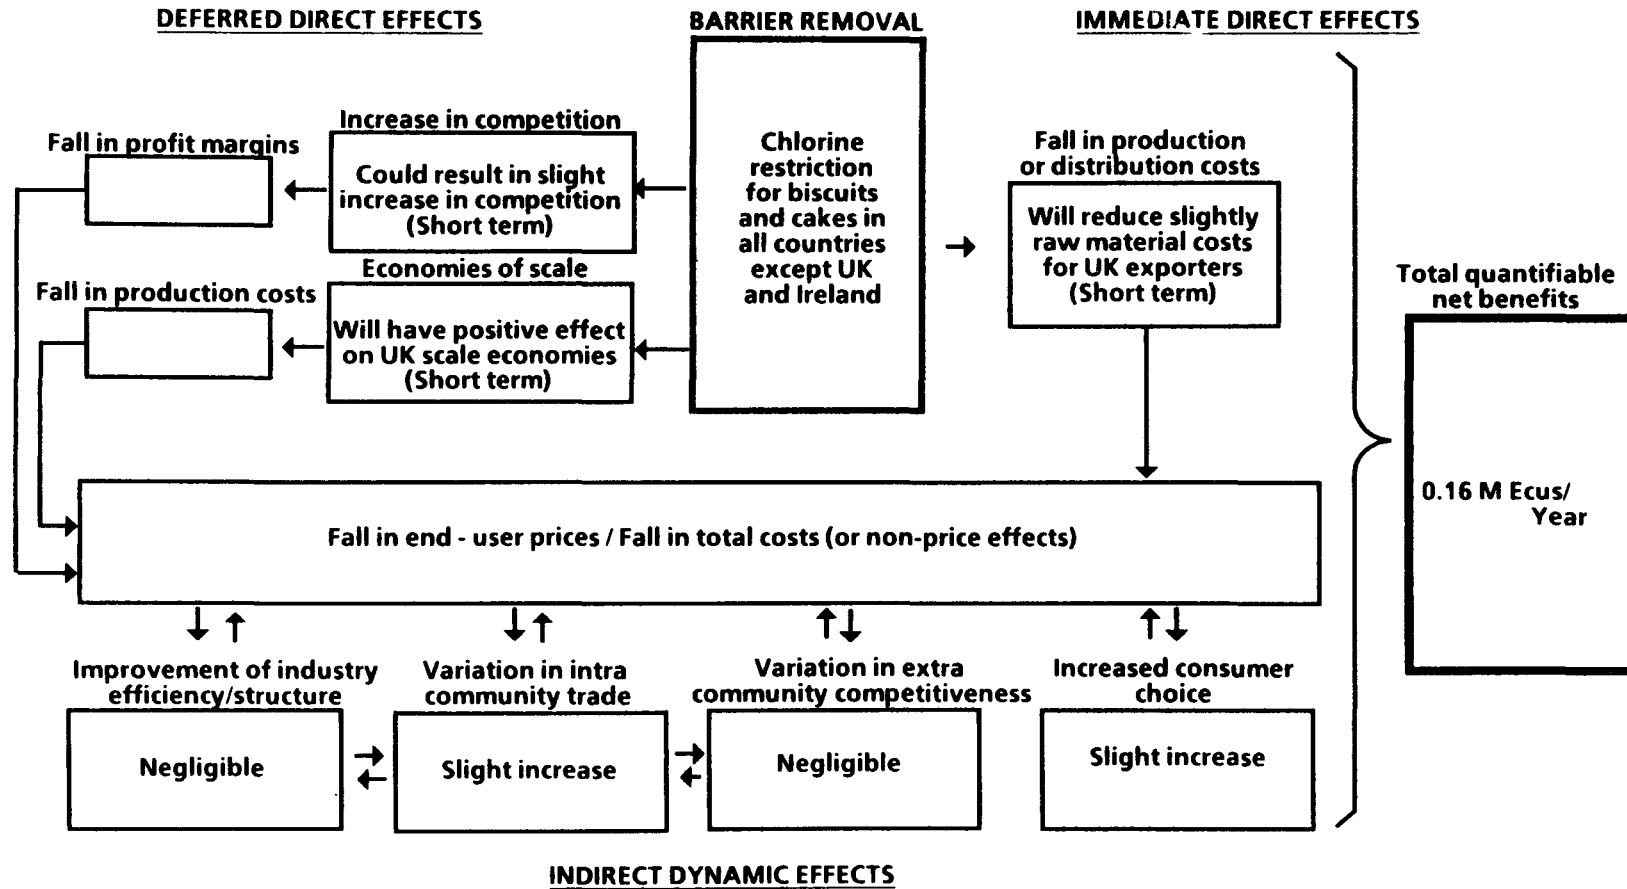 DEFERRED DIRECT EFFECTS
BARRIER REMOVAL
IMMEDIATE DIRECT EFFECTS
Increase in competition
Fall in profit margins
Could result in slight
increase in competition
(Short term)
Economies of scale
Fall in production costs
Will have positive effect
on UK scale economies
(Short term)
Chlorine
restriction
for biscuits
and cakes in
all countries
except UK
and Ireland
Fall in production
or distribution costs
Will reduce slightly
raw material costs
for UK exporters
(Short term)
Total quantifiable
net benefits
0.16 M Ecus/
Year
Fall in end - user prices / Fall in total costs (or non-price effects)
Improvement of industry
efficiency/structure
Negligible
Variation in intra
community trade
Slight increase
Variation in extra
community competitiveness
Negligible
Increased consumer
choice
Slight increase
INDIRECT DYNAMIC EFFECTS